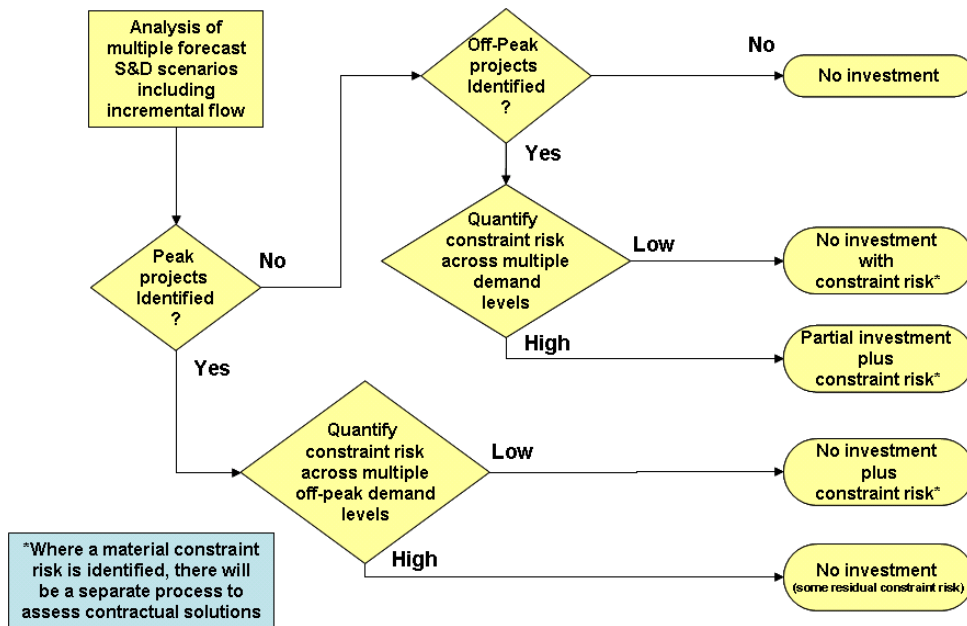 Analysis of
multiple forecast
S&D scenarios
including
incremental flow
Off-Peak
projects
Identified
?
No
No investment
Yes
Peak
projects
Identified
?
No
Quantify
constraint risk
across multiple
demand
levels
Low
No investment
with
constraint risk*
High
Partial investment
plus
constraint risk*
Yes
Quantify
constraint risk
across multiple
off-peak demand
levels
Low
No investment
plus
constraint risk*
High
No investment
(some residual constraint risk)
*Where a material constraint
risk is identified, there will
be a separate process to
assess contractual solutions